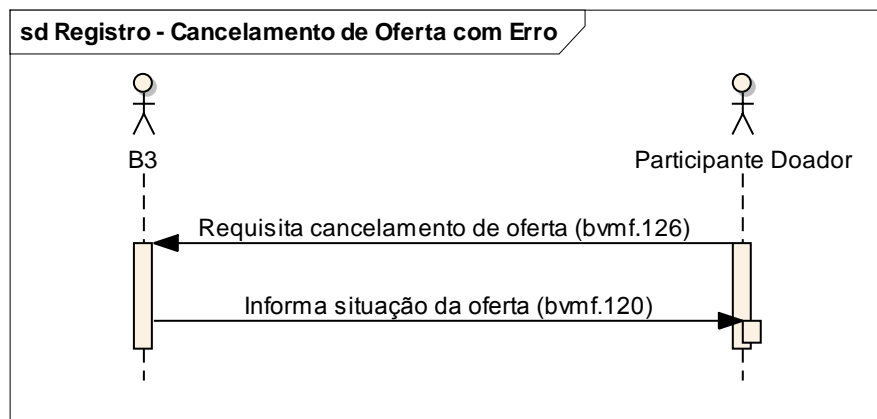 sd Registro - Cancelamento de Oferta com Erro
B3
Participante Doador
Requisita cancelamento de oferta (bvmf.126)
Informa situação da oferta (bvmf.120)